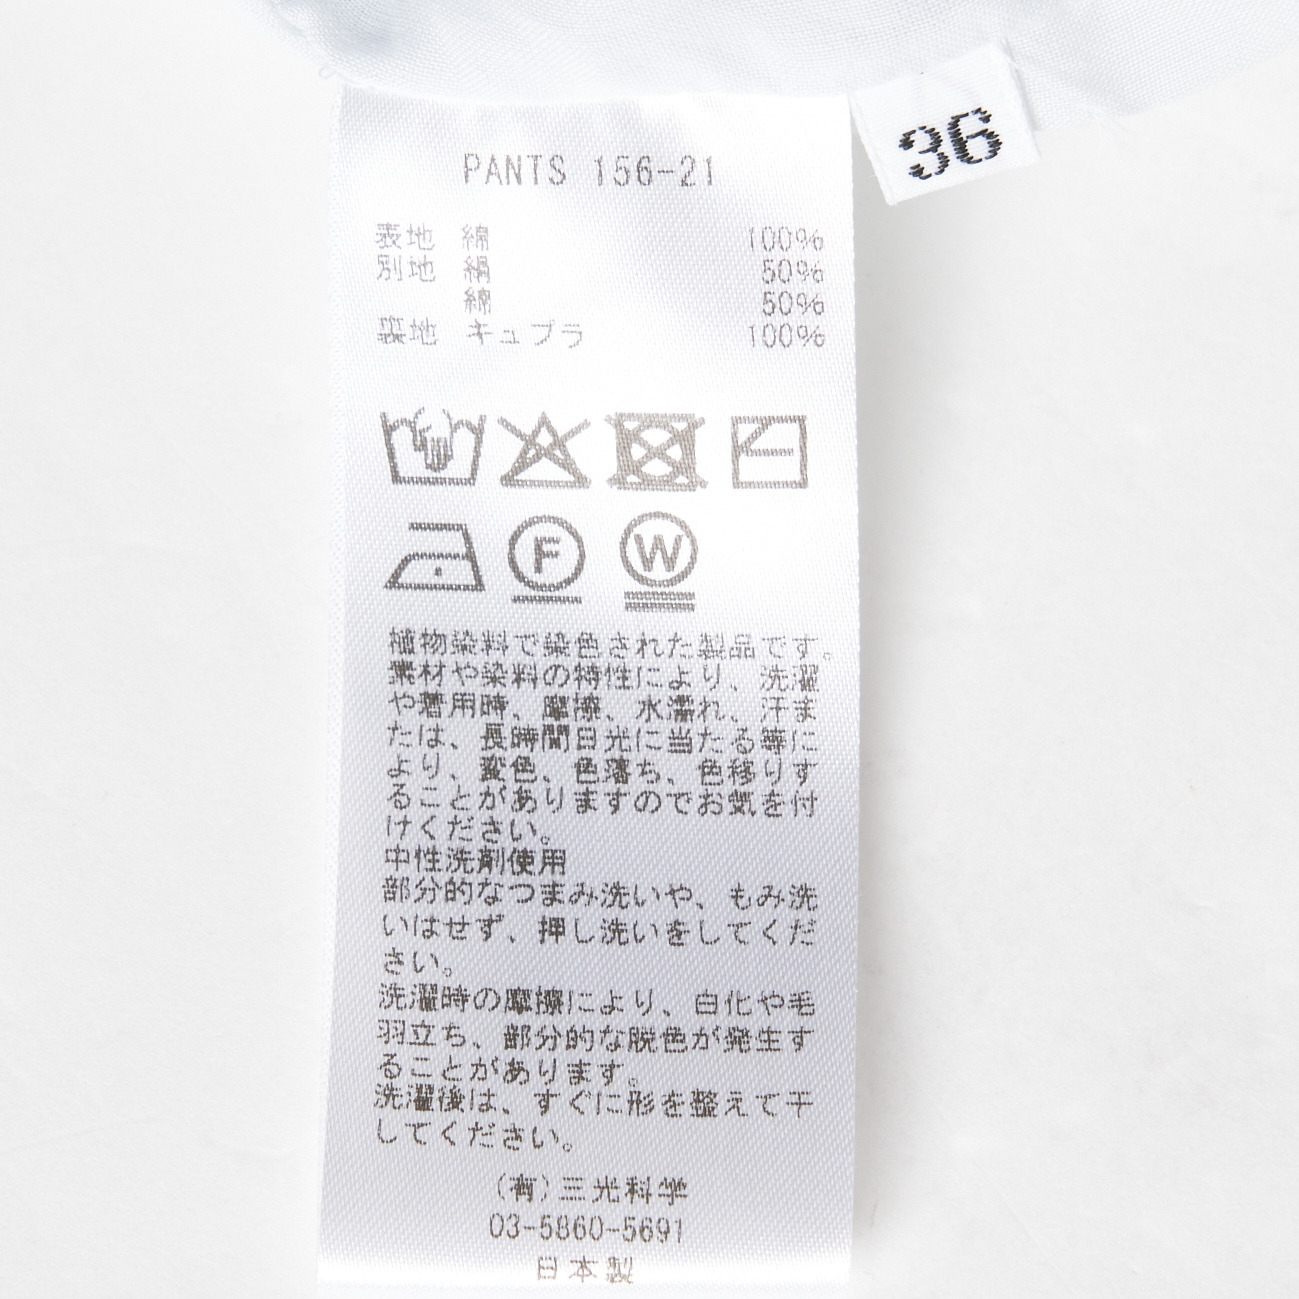 36
PANTS 156-21
表地 綿 100%
別地 絹 50%
綿 50%
裏地 キュプラ 100%
F
W
植物染料で染色された製品です。
素材や染料の特性により、洗濯
や着用時、摩擦、水濡れ、汗ま
たは、長時間日光に当たる等に
より、変色、色落ち、色移りす
ることがありますのでお気を付
けください。
中性洗剤使用
部分的なつまみ洗いや、もみ洗
いはせず、押し洗いをしてくだ
さい。
洗濯時の摩擦により、白化や毛
羽立ち、部分的な脱色が発生す
ることがあります。
洗濯後は、すぐに形を整えて干
してください。
(有)三光科学
03-5860-5691
日本製